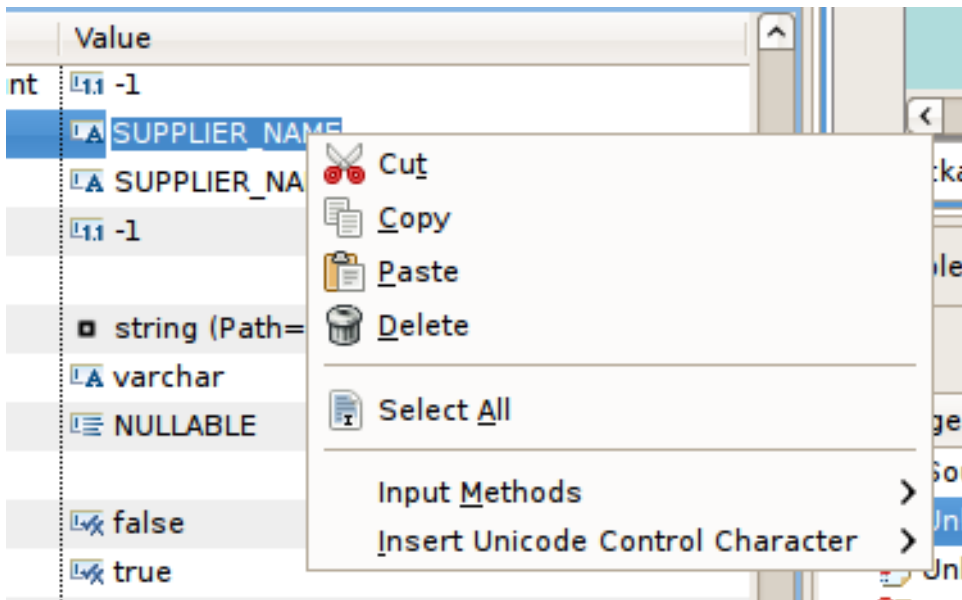 Value
nt -1
SUPPLIER_NAME
SUPPLIER_NA
-1
string (Path=
varchar
NULLABLE
false
true
Cut
Copy
Paste
Delete
Select All
Input Methods
Insert Unicode Control Character